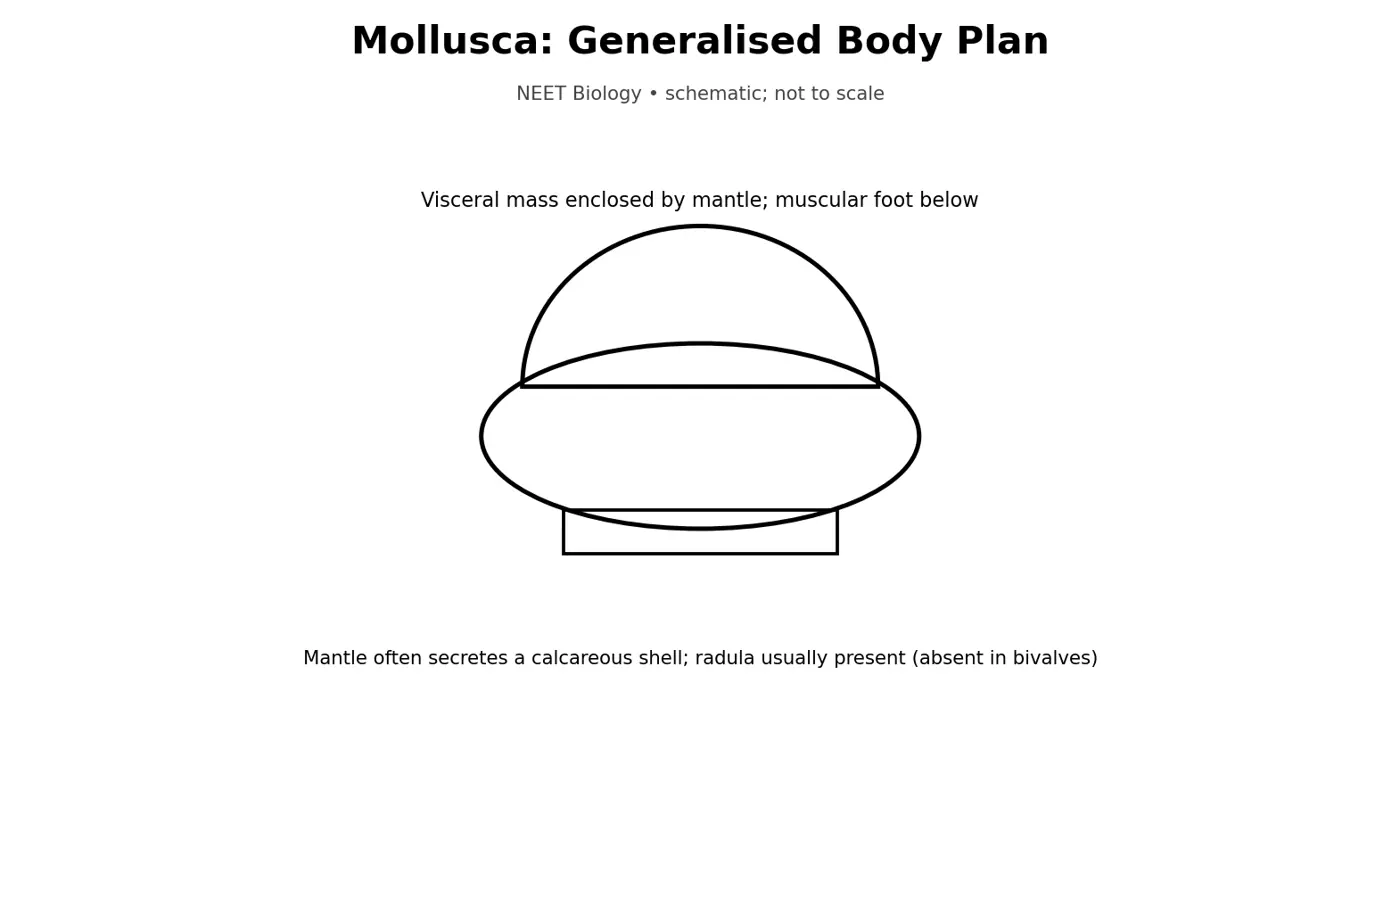 Mollusca: Generalised Body Plan
NEET Biology • schematic; not to scale
Visceral mass enclosed by mantle; muscular foot below
Mantle often secretes a calcareous shell; radula usually present (absent in bivalves)